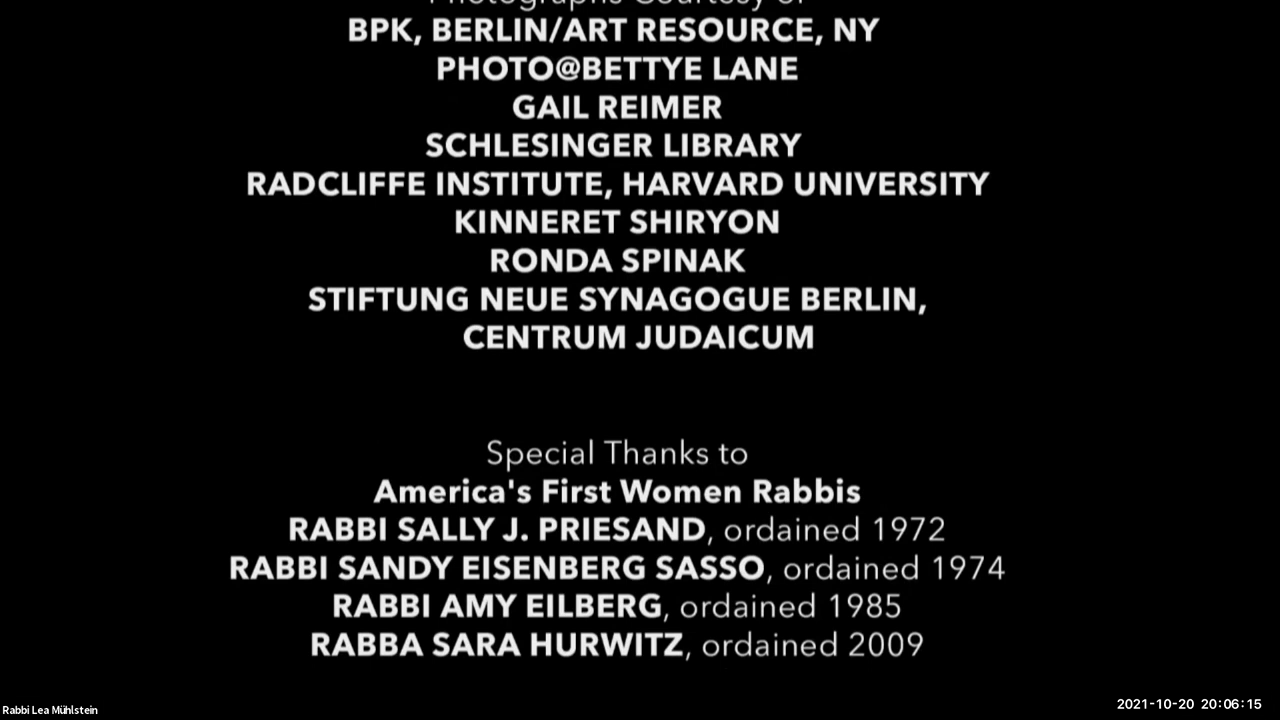 Photographs Courtesy of
BPK, BERLIN/ART RESOURCE, NY
PHOTO@BETTYE LANE
GAIL REIMER
SCHLESINGER LIBRARY
RADCLIFFE INSTITUTE, HARVARD UNIVERSITY
KINNERET SHIRYON
RONDA SPINAK
STIFTUNG NEUE SYNAGOGUE BERLIN,
CENTRUM JUDAICUM
Special Thanks to
America's First Women Rabbis
RABBI SALLY J. PRIESAND, ordained 1972
RABBI SANDY EISENBERG SASSO, ordained 1974
RABBI AMY EILBERG, ordained 1985
RABBA SARA HURWITZ, ordained 2009
Rabbi Lea Mühlstein
2021-10-20 20:06:15